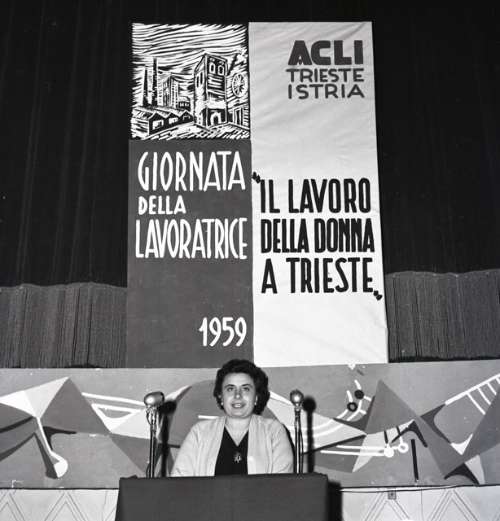 ACLI
TRIESTE
ISTRIA
GIORNATA
DELLA
LAVORATRICE
1959
"IL LAVORO
DELLA DONNA
A TRIESTE"